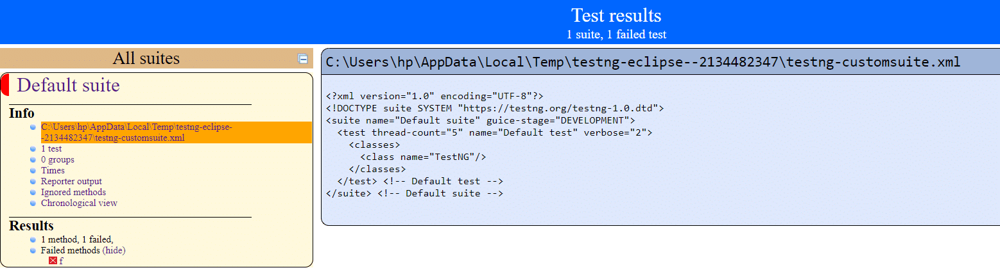 Test results
1 suite, 1 failed test
All suites
Default suite
Info
C:\Users\hp\AppData\Local\Temp\testng-eclipse-
-2134482347\testng-customsuite.xml
1 test
0 groups
Times
Reporter output
Ignored methods
Chronological view
Results
1 method, 1 failed,
Failed methods (hide)
f
C:\Users\hp\AppData\Local\Temp\testng-eclipse--2134482347\testng-customsuite.xml
<?xml version="1.0" encoding="UTF-8"?>
<!DOCTYPE suite SYSTEM "https://testng.org/testng-1.0.dtd">
<suite name="Default suite" guice-stage="DEVELOPMENT">
  <test thread-count="5" name="Default test" verbose="2">
    <classes>
      <class name="TestNG"/>
    </classes>
  </test> <!-- Default test -->
</suite> <!-- Default suite -->